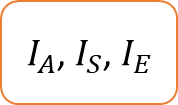 I_A, I_S, I_E